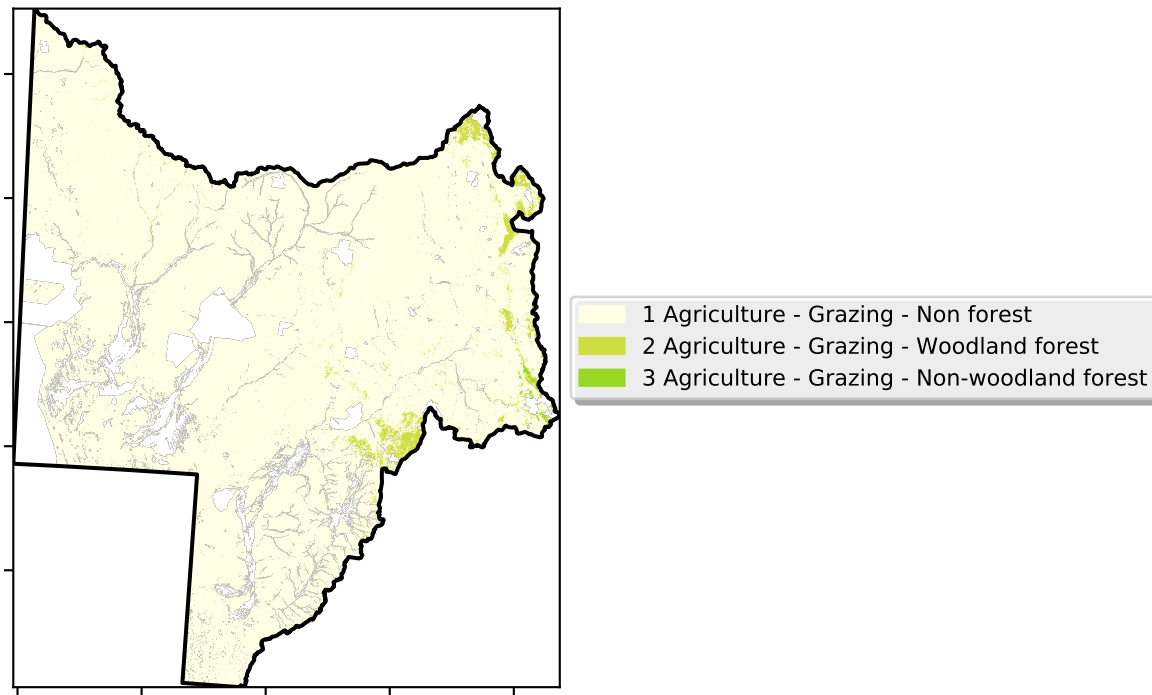 1 Agriculture - Grazing - Non forest
2 Agriculture - Grazing - Woodland forest
3 Agriculture - Grazing - Non-woodland forest